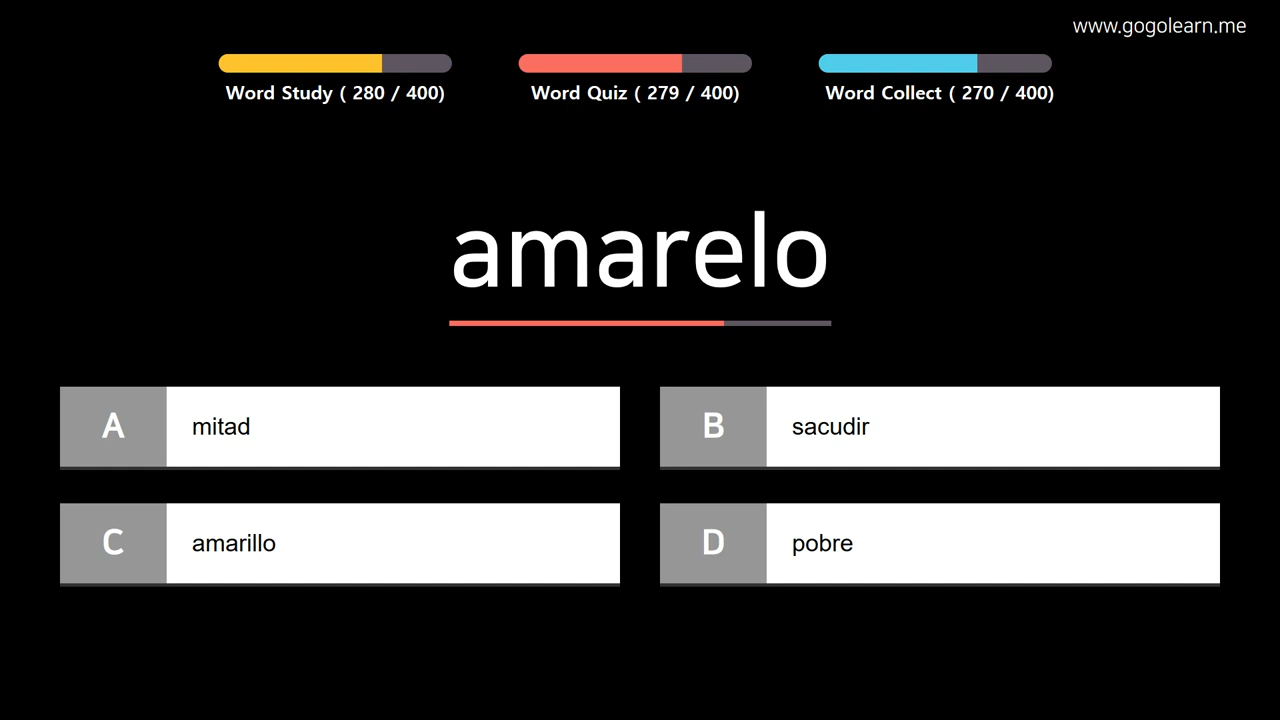 www.gogolearn.me
Word Study ( 280 / 400)
Word Quiz ( 279 / 400)
Word Collect ( 270 / 400)
amarelo
A
mitad
B
sacudir
C
amarillo
D
pobre